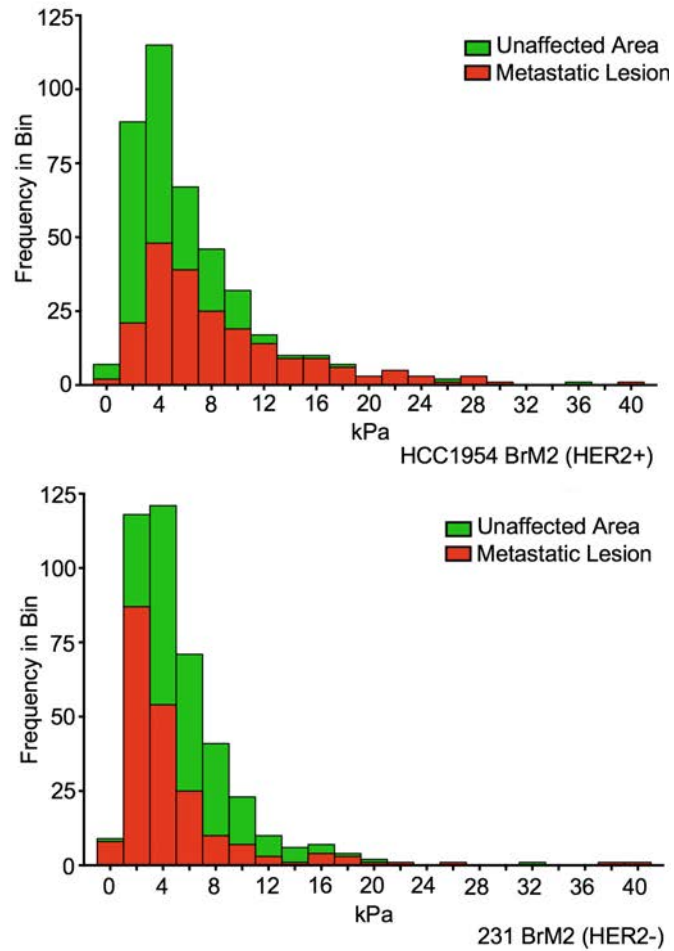 125
100
75
50
25
0
Frequency in Bin
Unaffected Area
Metastatic Lesion
0 4 8 12 16 20 24 28 32 36 40
kPa
HCC1954 BrM2 (HER2+)
125
100
75
50
25
0
Frequency in Bin
Unaffected Area
Metastatic Lesion
0 4 8 12 16 20 24 28 32 36 40
kPa
231 BrM2 (HER2-)